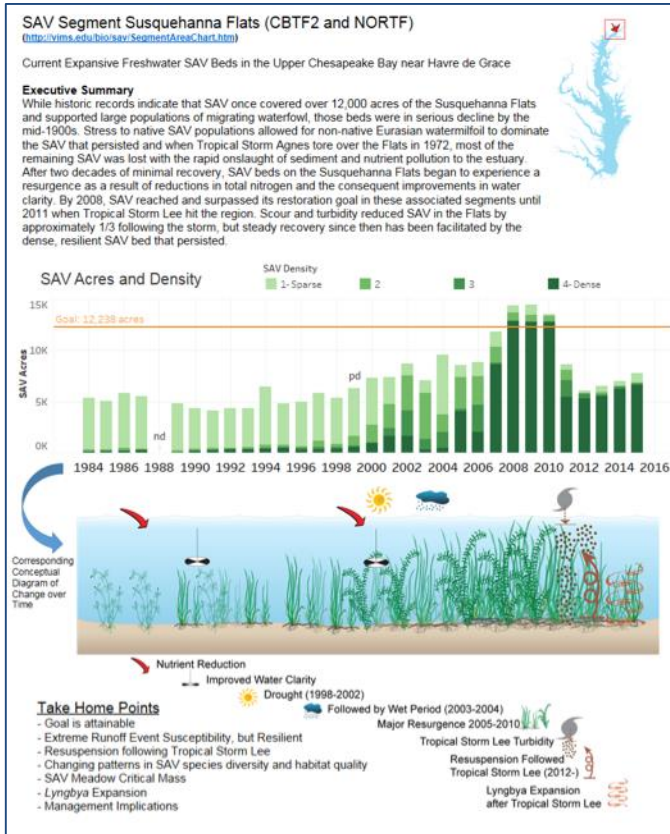 SAV Segment Susquehanna Flats (CBTF2 and NORTF)
(http://vims.edu/bio/sav/SegmentAreaChart.htm)
Current Expansive Freshwater SAV Beds in the Upper Chesapeake Bay near Havre de Grace
Executive Summary
While historic records indicate that SAV once covered over 12,000 acres of the Susquehanna Flats
and supported large populations of migrating waterfowl, those beds were in serious decline by the
mid-1900s. Stress to native SAV populations allowed for non-native Eurasian watermilfoil to dominate
the SAV that persisted and when Tropical Storm Agnes tore over the Flats in 1972, most of the
remaining SAV was lost with the rapid onslaught of sediment and nutrient pollution to the estuary.
After two decades of minimal recovery, SAV beds on the Susquehanna Flats began to experience a
resurgence as a result of reductions in total nitrogen and the consequent improvements in water
clarity. By 2008, SAV reached and surpassed its restoration goal in these associated segments until
2011 when Tropical Storm Lee hit the region. Scour and turbidity reduced SAV in the Flats by
approximately 1/3 following the storm, but steady recovery since then has been facilitated by the
dense, resilient SAV bed that persisted.
SAV Acres and Density
SAV Density
1- Sparse 2 3 4- Dense
15K
Goal: 12,238 acres
10K
SAV Acres
pd
5K
nd
0K
1984 1986 1988 1990 1992 1994 1996 1998 2000 2002 2004 2006 2008 2010 2012 2014 2016
Corresponding
Conceptual
Diagram of
Change over
Time
Nutrient Reduction
Improved Water Clarity
Drought (1998-2002)
Followed by Wet Period (2003-2004)
Major Resurgence 2005-2010
Tropical Storm Lee Turbidity
Resuspension Followed
Tropical Storm Lee (2012-)
Lyngbya Expansion
after Tropical Storm Lee
Take Home Points
- Goal is attainable
- Extreme Runoff Event Susceptibility, but Resilient
- Resuspension following Tropical Storm Lee
- Changing patterns in SAV species diversity and habitat quality
- SAV Meadow Critical Mass
- Lyngbya Expansion
- Management Implications